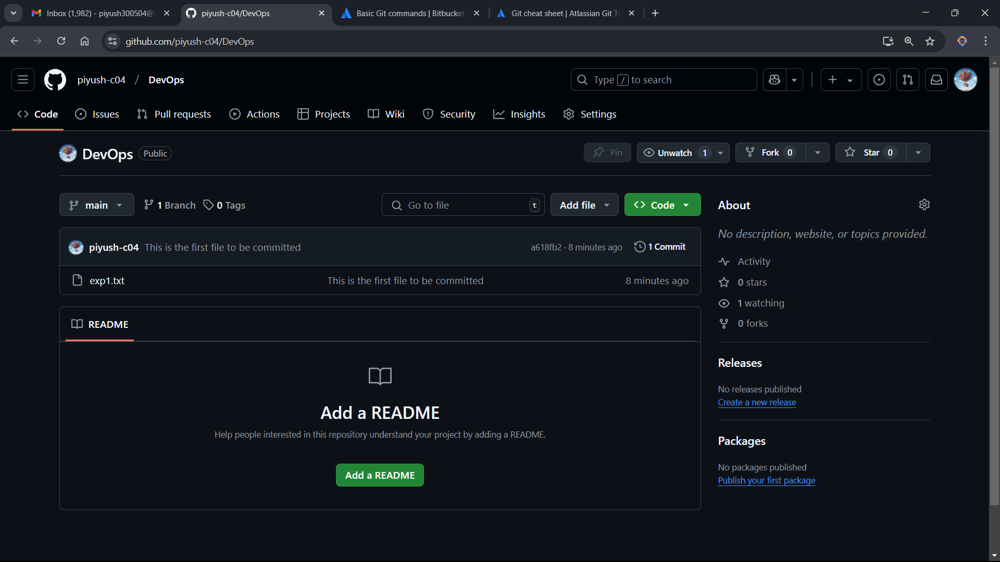 Inbox (1,982) - piyush300504@
piyush-c04/DevOps
Basic Git commands | Bitbucket
Git cheat sheet | Atlassian Git Tu
github.com/piyush-c04/DevOps
piyush-c04 / DevOps
Type / to search
Code
Issues
Pull requests
Actions
Projects
Wiki
Security
Insights
Settings
DevOps
Public
Pin
Unwatch 1
Fork 0
Star 0
main
1 Branch
0 Tags
Go to file
t
Add file
Code
piyush-c04 This is the first file to be committed
a618fb2 · 8 minutes ago
1 Commit
exp1.txt
This is the first file to be committed
8 minutes ago
README
Add a README
Help people interested in this repository understand your project by adding a README.
Add a README
About
No description, website, or topics provided.
Activity
0 stars
1 watching
0 forks
Releases
No releases published
Create a new release
Packages
No packages published
Publish your first package